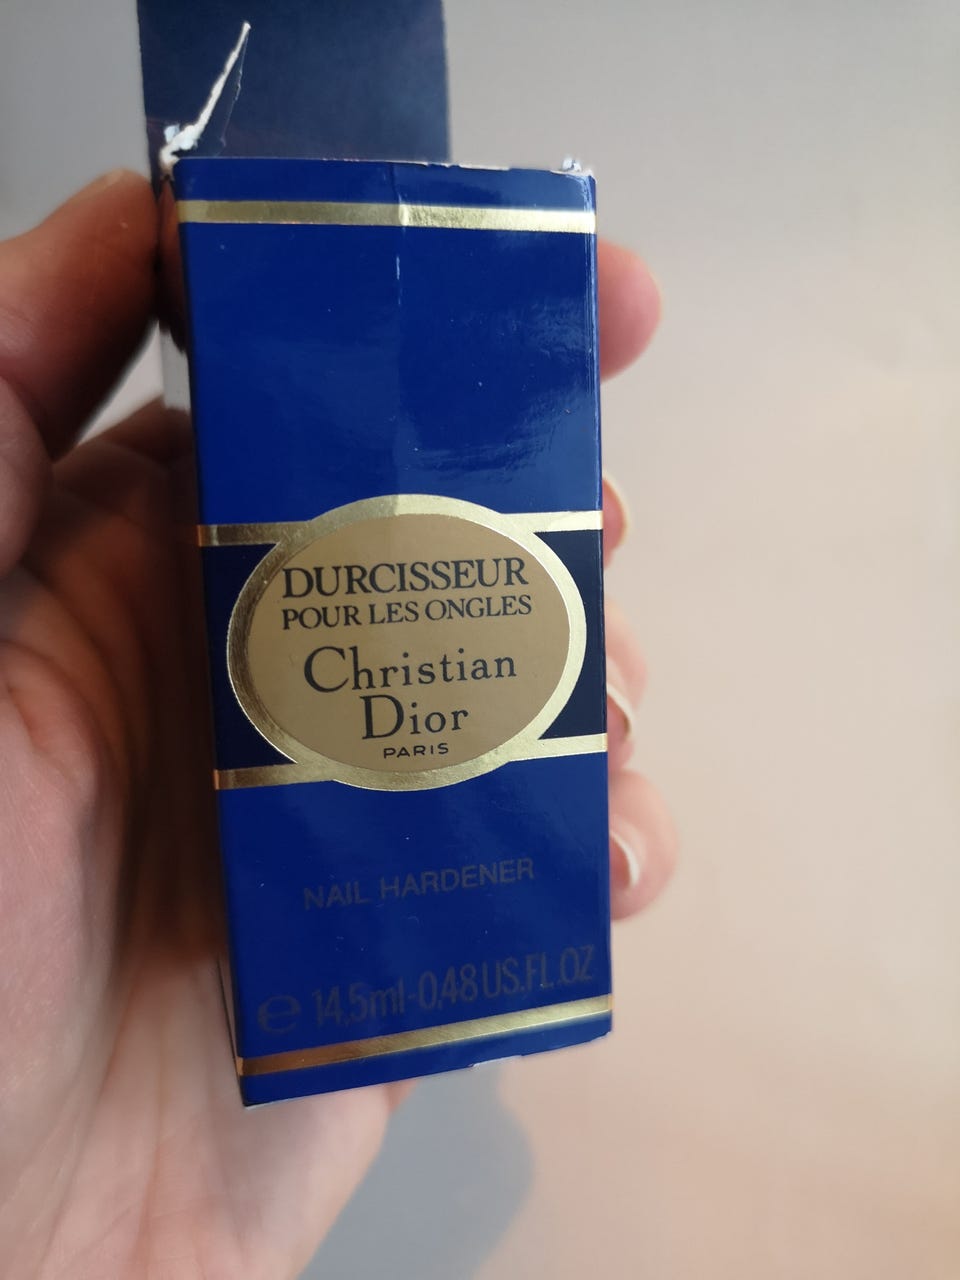 DURCISSEUR
POUR LES ONGLES
Christian
Dior
PARIS
NAIL HARDENER
℮ 14,5ml-0,48 US.FL.OZ